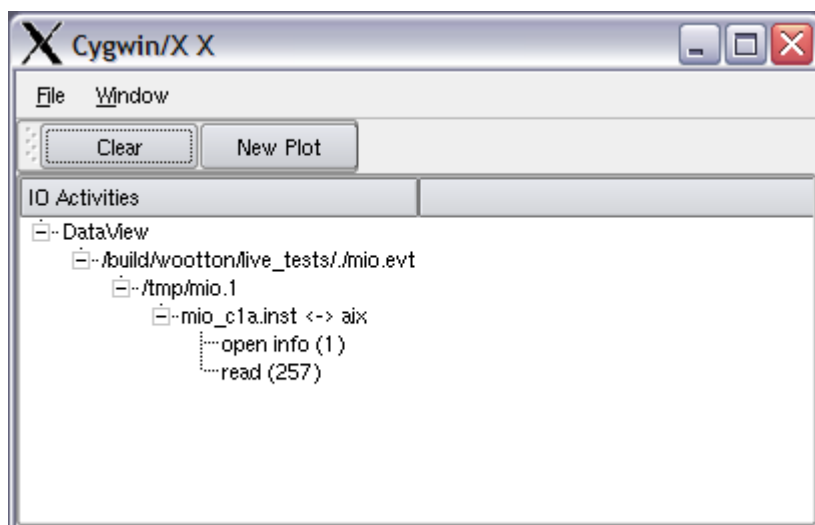 Cygwin/X X
File Window
Clear New Plot
IO Activities
DataView
/build/wootton/live_tests/./mio.evt
/tmp/mio.1
mio_c1a.inst <-> aix
open info (1)
read (257)